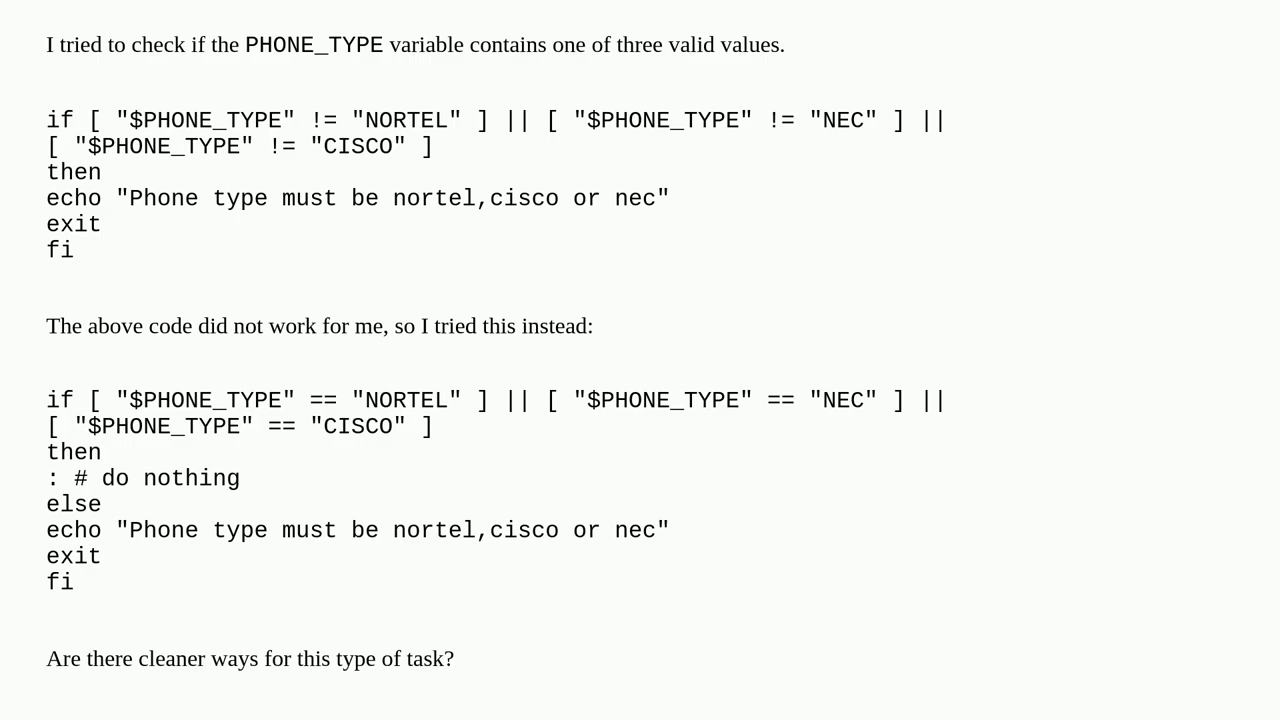 I tried to check if the PHONE_TYPE variable contains one of three valid values.
if [ "$PHONE_TYPE" != "NORTEL" ] || [ "$PHONE_TYPE" != "NEC" ] ||
[ "$PHONE_TYPE" != "CISCO" ]
then
echo "Phone type must be nortel,cisco or nec"
exit
fi
The above code did not work for me, so I tried this instead:
if [ "$PHONE_TYPE" == "NORTEL" ] || [ "$PHONE_TYPE" == "NEC" ] ||
[ "$PHONE_TYPE" == "CISCO" ]
then
: # do nothing
else
echo "Phone type must be nortel,cisco or nec"
exit
fi
Are there cleaner ways for this type of task?